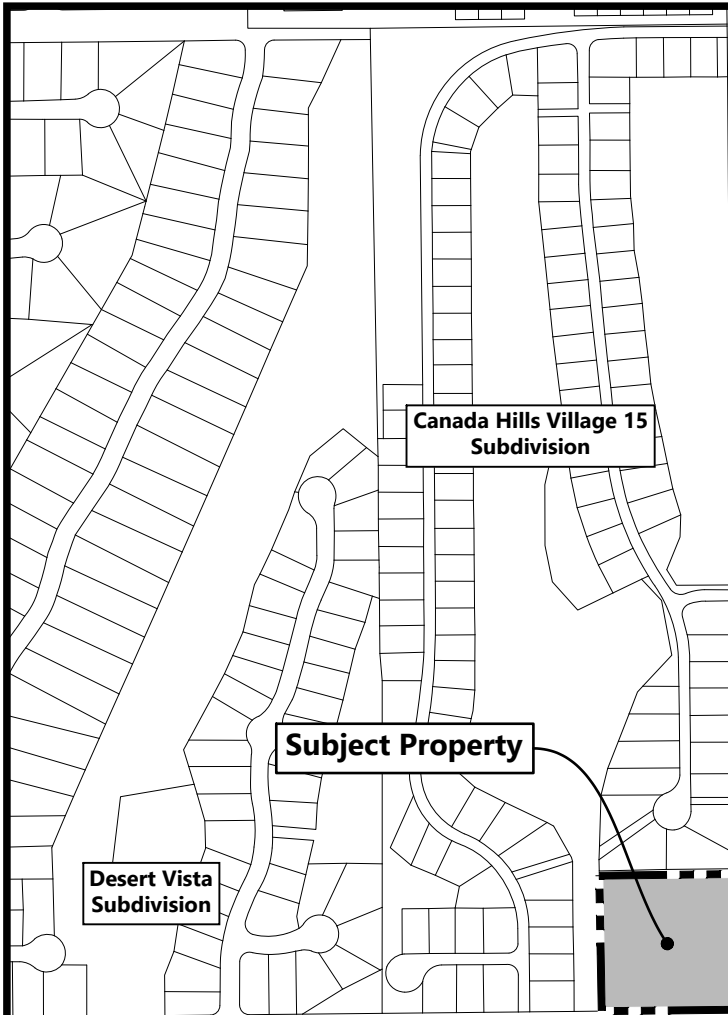 Canada Hills Village 15
Subdivision
Subject Property
Desert Vista
Subdivision